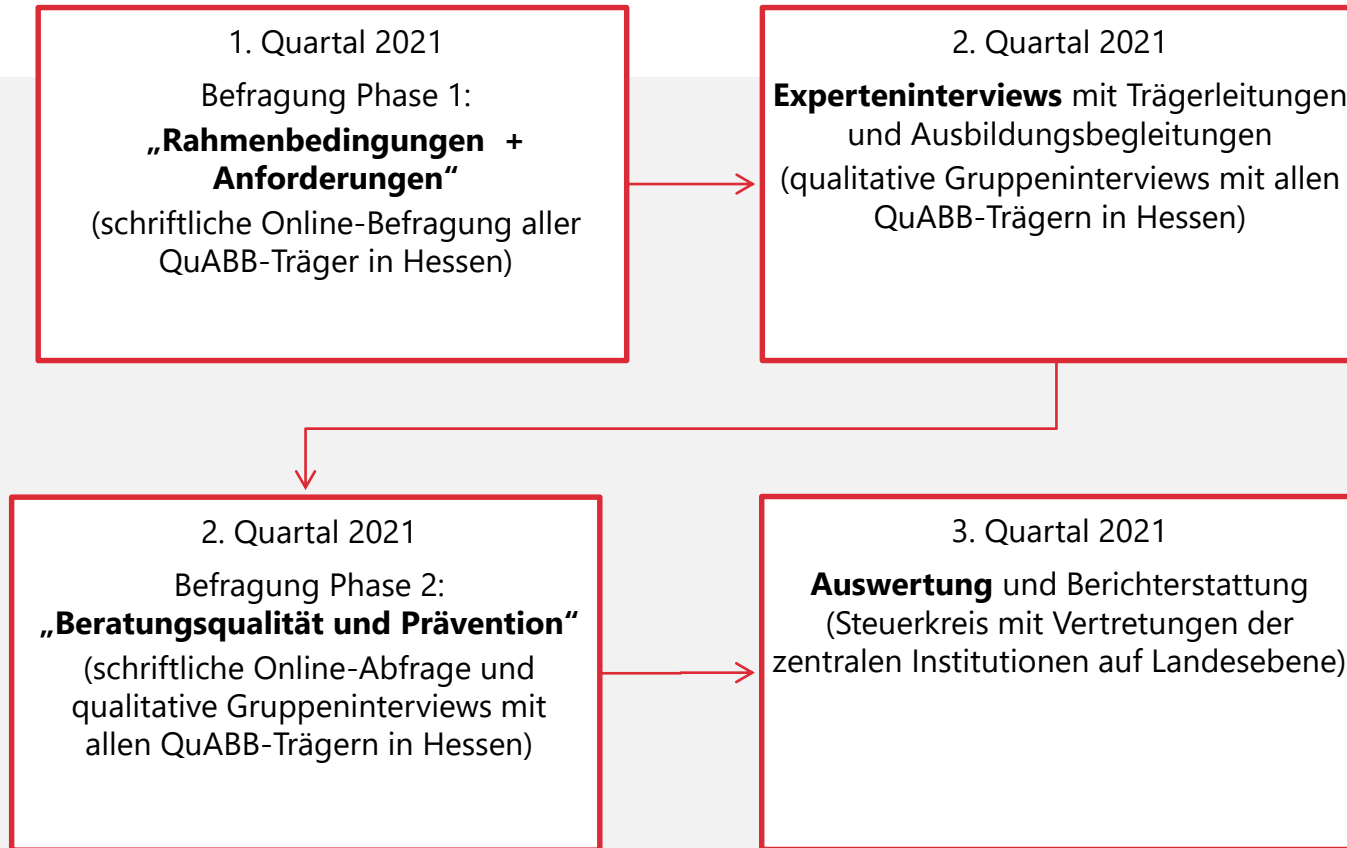 1. Quartal 2021
Befragung Phase 1:
„Rahmenbedingungen +
Anforderungen“
(schriftliche Online-Befragung aller
QuABB-Träger in Hessen)
2. Quartal 2021
Experteninterviews mit Trägerleitungen
und Ausbildungsbegleitungen
(qualitative Gruppeninterviews mit allen
QuABB-Trägern in Hessen)
2. Quartal 2021
Befragung Phase 2:
„Beratungsqualität und Prävention“
(schriftliche Online-Abfrage und
qualitative Gruppeninterviews mit
allen QuABB-Trägern in Hessen)
3. Quartal 2021
Auswertung und Berichterstattung
(Steuerkreis mit Vertretungen der
zentralen Institutionen auf Landesebene)